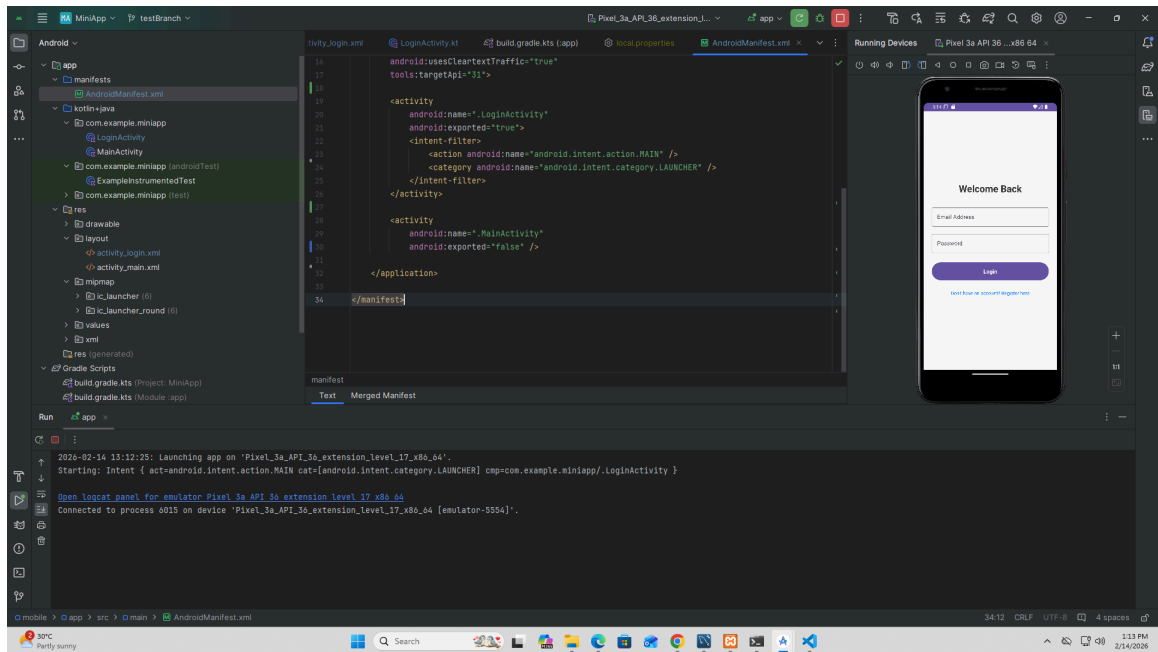 MA MiniApp testBranch Pixel_3a_API_36_extension_l... app
Android
app
manifests
AndroidManifest.xml
kotlin+java
com.example.miniapp
LoginActivity
MainActivity
com.example.miniapp (androidTest)
ExampleInstrumentedTest
com.example.miniapp (test)
res
drawable
layout
activity_login.xml
activity_main.xml
mipmap
ic_launcher (6)
ic_launcher_round (6)
values
xml
res (generated)
Gradle Scripts
build.gradle.kts (Project: MiniApp)
build.gradle.kts (Module :app)
tivity_login.xml LoginActivity.kt build.gradle.kts (:app) local.properties AndroidManifest.xml
16 android:usesCleartextTraffic="true"
17 tools:targetApi="31">
18
19 <activity
20 android:name=".LoginActivity"
21 android:exported="true">
22 <intent-filter>
23 <action android:name="android.intent.action.MAIN" />
24 <category android:name="android.intent.category.LAUNCHER" />
25 </intent-filter>
26 </activity>
27
28 <activity
29 android:name=".MainActivity"
30 android:exported="false" />
31
32 </application>
33
34 </manifest>
manifest
Text Merged Manifest
Running Devices Pixel 3a API 36 ...x86 64
Welcome Back
Email Address
Password
Login
Don't have an account? Register here
1:1
Run app
2026-02-14 13:12:25: Launching app on 'Pixel_3a_API_36_extension_level_17_x86_64'.
Starting: Intent { act=android.intent.action.MAIN cat=[android.intent.category.LAUNCHER] cmp=com.example.miniapp/.LoginActivity }
Open logcat panel for emulator Pixel 3a API 36 extension level 17 x86 64
Connected to process 6015 on device 'Pixel_3a_API_36_extension_level_17_x86_64 [emulator-5554]'.
mobile > app > src > main > AndroidManifest.xml 34:12 CRLF UTF-8 4 spaces
2
30°C
Partly sunny
Search
1:13 PM
2/14/2026